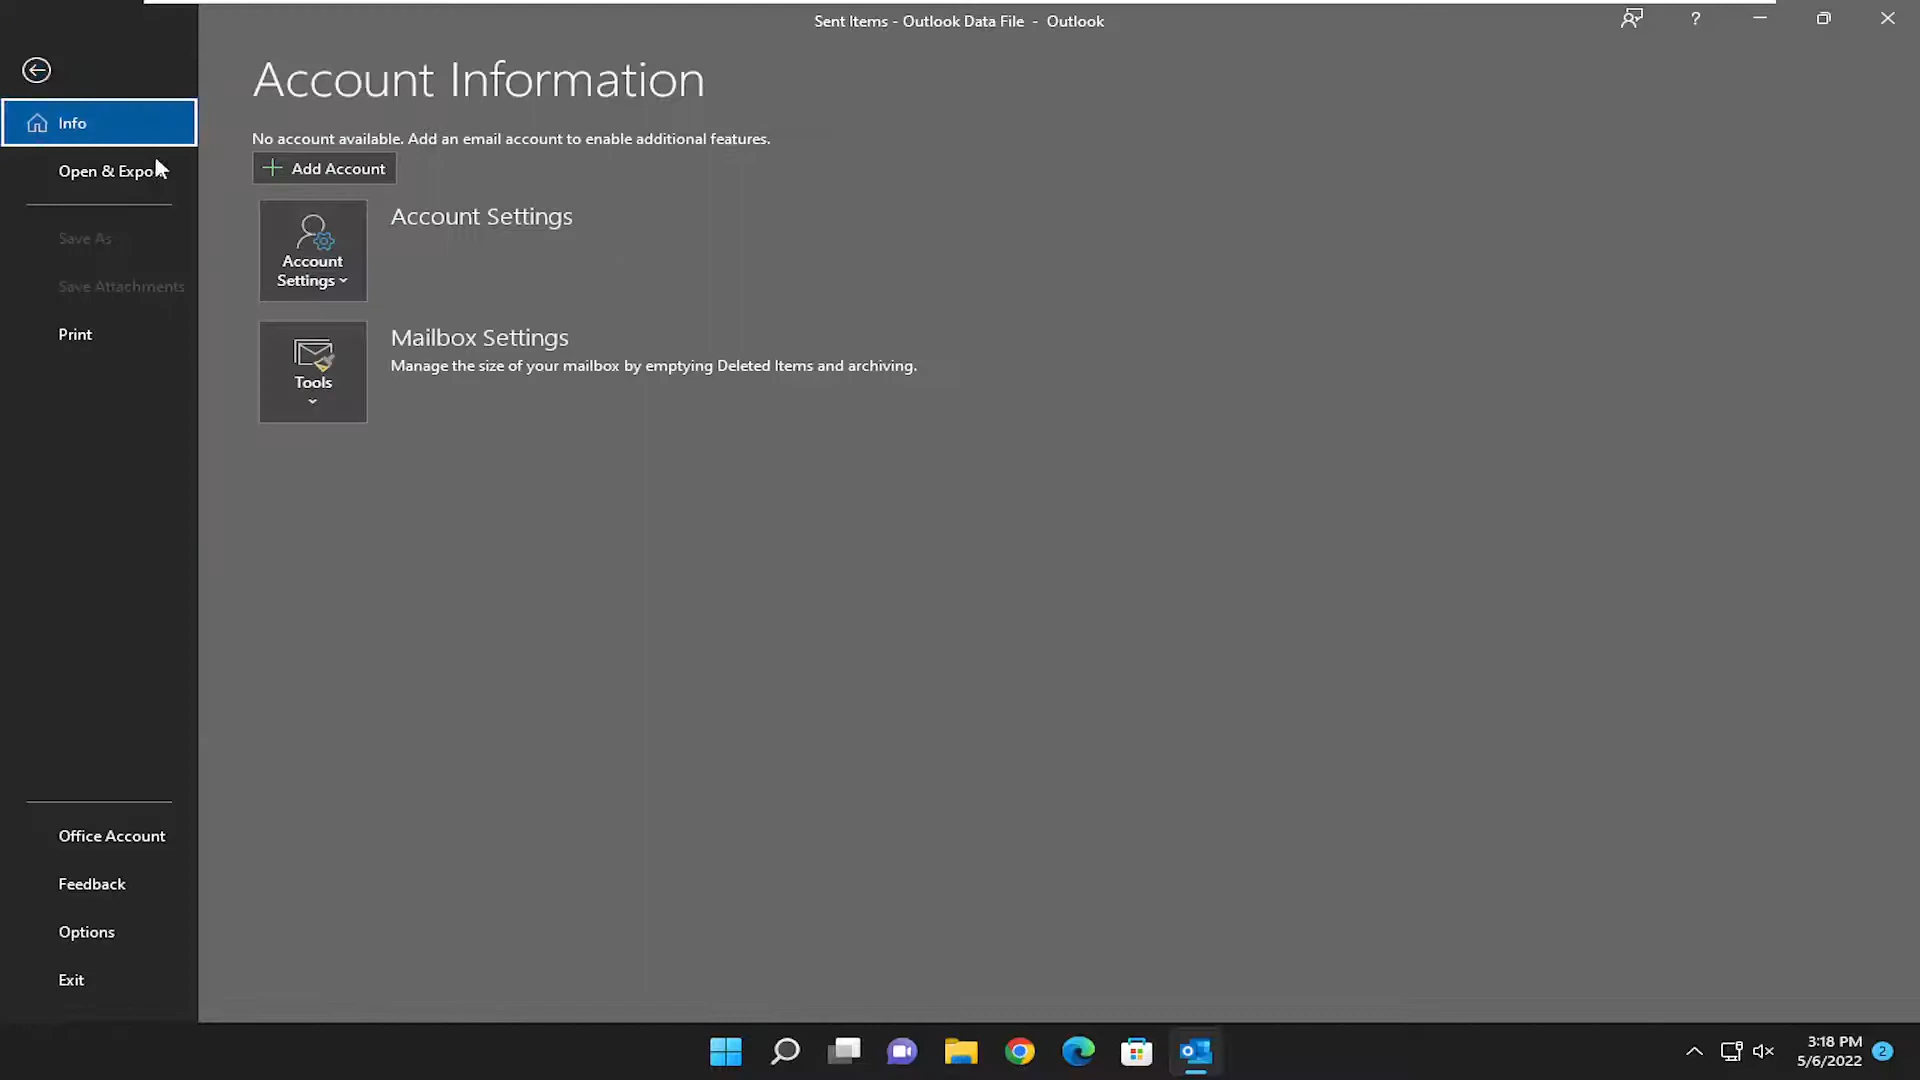 Sent Items - Outlook Data File - Outlook
?
Account Information
Info
No account available. Add an email account to enable additional features.
Open & Expo
Add Account
Account Settings
Account
Settings
Save As
Save Attachments
Print
Mailbox Settings
Manage the size of your mailbox by emptying Deleted Items and archiving.
Tools
Office Account
Feedback
Options
Exit
3:18 PM
5/6/2022
2